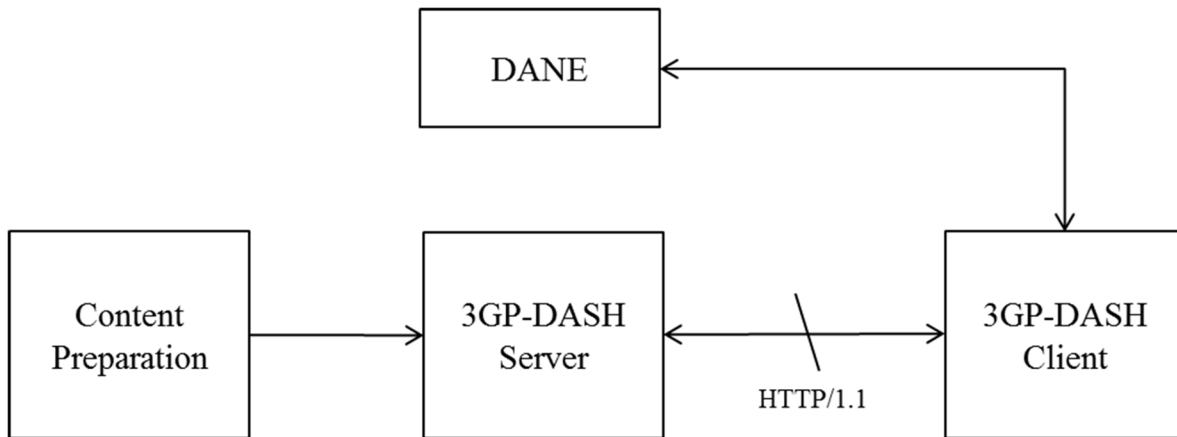 DANE
Content
Preparation
3GP-DASH
Server
HTTP/1.1
3GP-DASH
Client